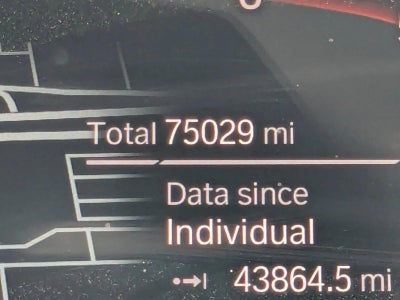 Total 75029 mi
Data since
Individual
43864.5 mi